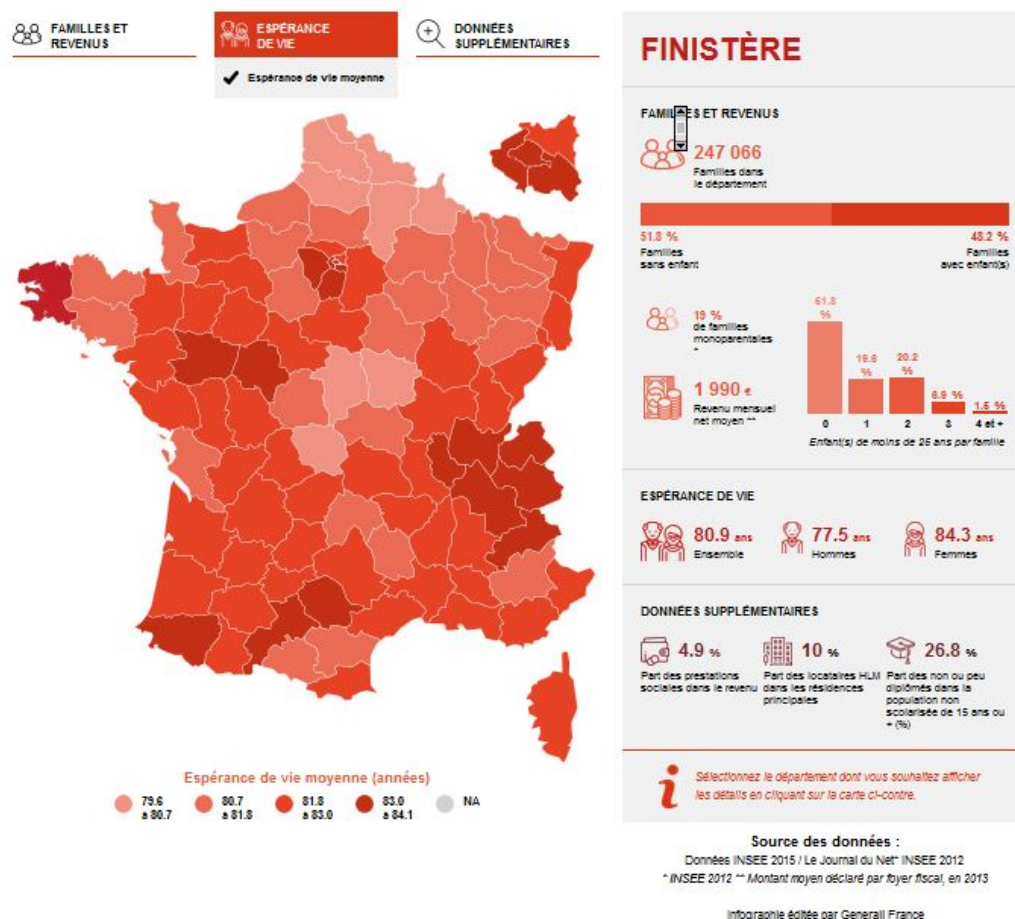 FAMILLES ET
REVENUS
ESPÉRANCE
DE VIE
DONNÉES
SUPPLÉMENTAIRES
Espérance de vie moyenne
Espérance de vie moyenne (années)
79.6
à 80.7
80.7
à 81.8
81.8
à 83.0
83.0
à 84.1
NA
FINISTÈRE
FAMILLES ET REVENUS
247 066
Familles dans
le département
51.8 %
Familles
sans enfant
48.2 %
Familles
avec enfant(s)
19 %
de familles
monoparentales
*
1 990 €
Revenu mensuel
net moyen **
51.8
%
19.6
%
20.2
%
6.9 %
1.5 %
0 1 2 3 4 et +
Enfant(s) de moins de 25 ans par famille
ESPÉRANCE DE VIE
80.9 ans
Ensemble
77.5 ans
Hommes
84.3 ans
Femmes
DONNÉES SUPPLÉMENTAIRES
4.9 %
Part des prestations
sociales dans le revenu
10 %
Part des locataires HLM
dans les résidences
principales
26.8 %
Part des non ou peu
diplômés dans la
population non
scolarisée de 15 ans ou
+ (%)
Sélectionnez le département dont vous souhaitez afficher
les détails en cliquant sur la carte ci-contre.
Source des données :
Données INSEE 2015 / Le Journal du Net* INSEE 2012
* INSEE 2012 ** Montant moyen déclaré par foyer fiscal, en 2013
Infographie éditée par Generali France